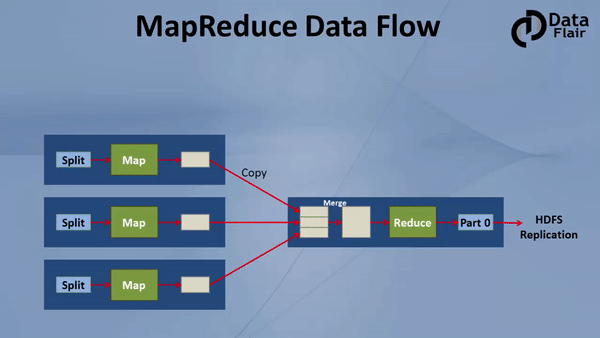 MapReduce Data Flow
Data
Flair
Split
Map
Copy
Split
Map
Merge
Reduce
Part 0
HDFS
Replication
Split
Map